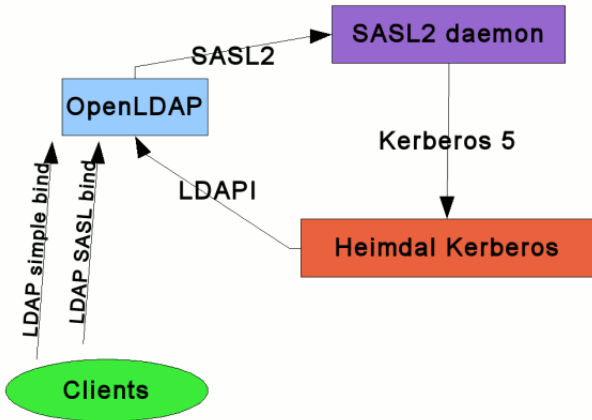 SASL2 daemon
SASL2
OpenLDAP
Kerberos 5
LDAP simple bind
LDAP SASL bind
LDAPI
Heimdal Kerberos
Clients